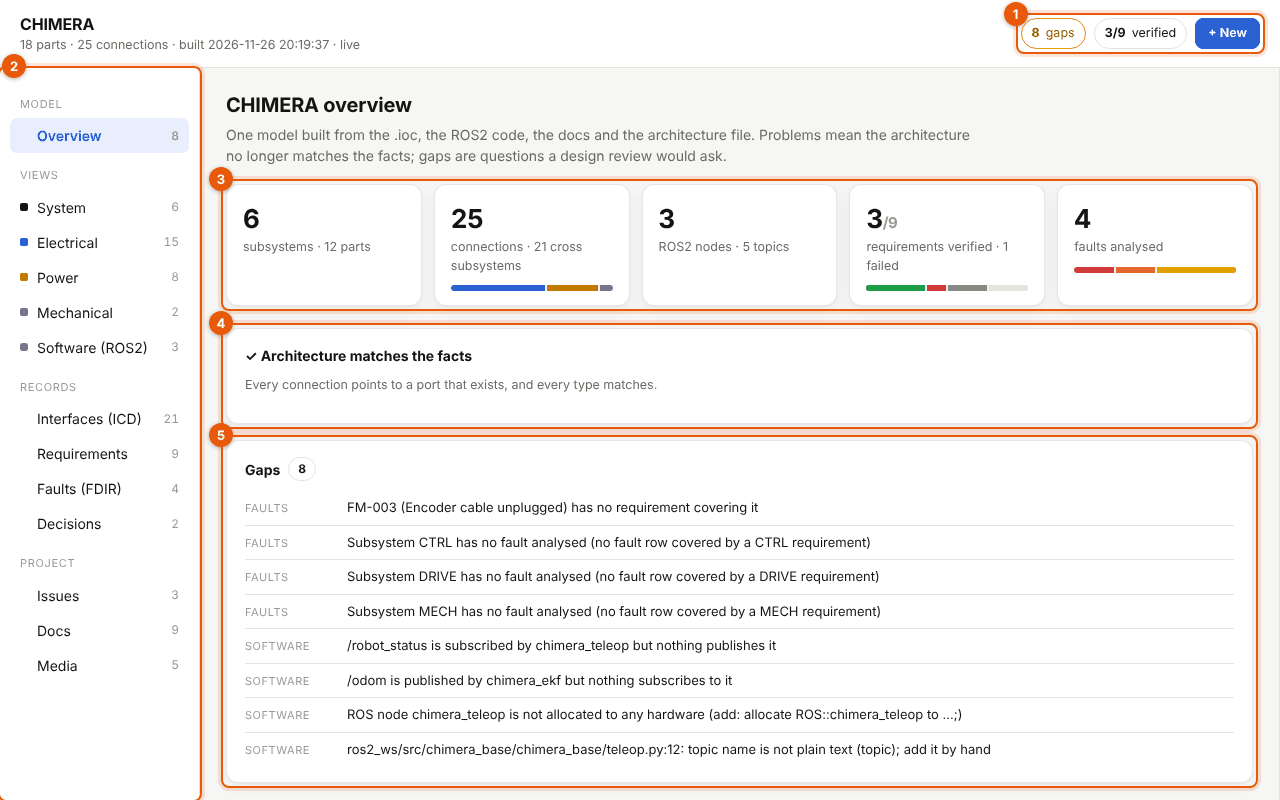 CHIMERA
18 parts · 25 connections · built 2026-11-26 20:19:37 · live
1
8 gaps
3/9 verified
+ New
2
MODEL
Overview 8
VIEWS
System 6
Electrical 15
Power 8
Mechanical 2
Software (ROS2) 3
RECORDS
Interfaces (ICD) 21
Requirements 9
Faults (FDIR) 4
Decisions 2
PROJECT
Issues 3
Docs 9
Media 5
CHIMERA overview
One model built from the .ioc, the ROS2 code, the docs and the architecture file. Problems mean the architecture
no longer matches the facts; gaps are questions a design review would ask.
3
6
subsystems · 12 parts
25
connections · 21 cross
subsystems
3
ROS2 nodes · 5 topics
3/9
requirements verified · 1
failed
4
faults analysed
4
✓ Architecture matches the facts
Every connection points to a port that exists, and every type matches.
5
Gaps 8
FAULTS FM-003 (Encoder cable unplugged) has no requirement covering it
FAULTS Subsystem CTRL has no fault analysed (no fault row covered by a CTRL requirement)
FAULTS Subsystem DRIVE has no fault analysed (no fault row covered by a DRIVE requirement)
FAULTS Subsystem MECH has no fault analysed (no fault row covered by a MECH requirement)
SOFTWARE /robot_status is subscribed by chimera_teleop but nothing publishes it
SOFTWARE /odom is published by chimera_ekf but nothing subscribes to it
SOFTWARE ROS node chimera_teleop is not allocated to any hardware (add: allocate ROS::chimera_teleop to ...;)
SOFTWARE ros2_ws/src/chimera_base/chimera_base/teleop.py:12: topic name is not plain text (topic); add it by hand